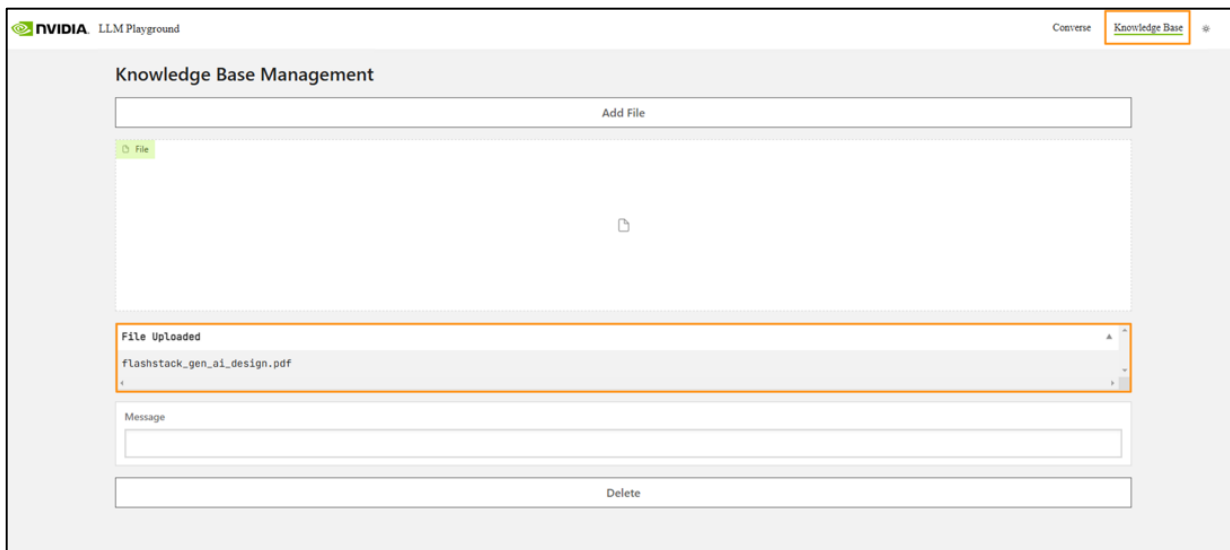 NVIDIA. LLM Playground
Converse
Knowledge Base
Knowledge Base Management
Add File
File
File Uploaded
flashstack_gen_ai_design.pdf
Message
Delete